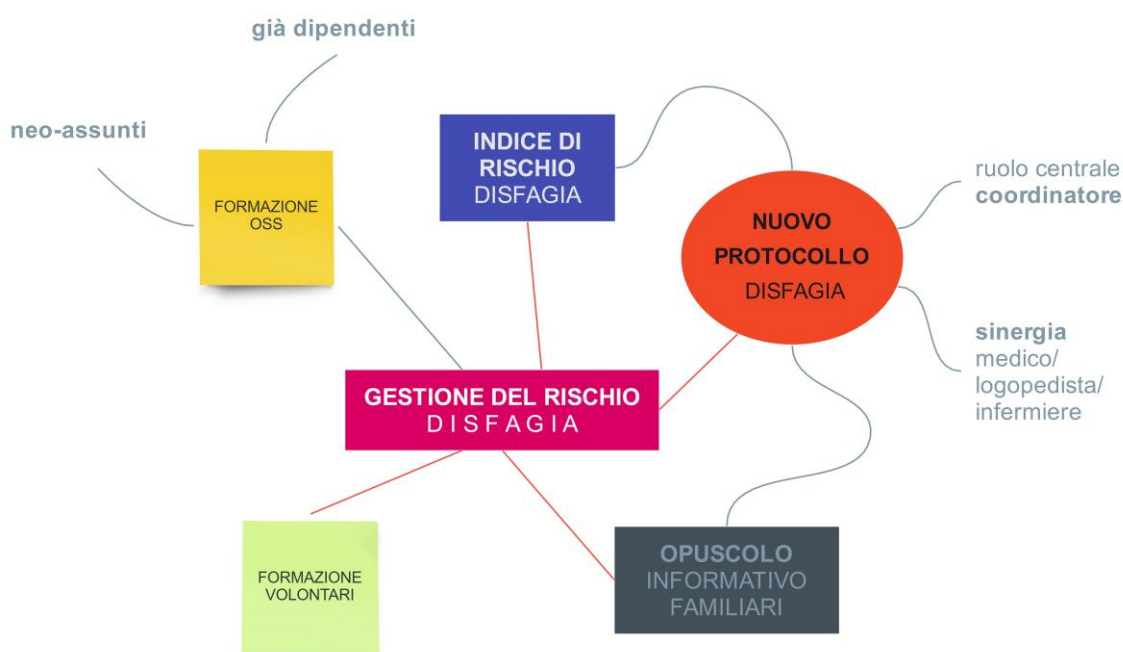 già dipendenti
neo-assunti
FORMAZIONE
OSS
INDICE DI
RISCHIO
DISFAGIA
NUOVO
PROTOCOLLO
DISFAGIA
ruolo centrale
coordinatore
sinergia
medico/
logopedista/
infermiere
GESTIONE DEL RISCHIO
DISFAGIA
FORMAZIONE
VOLONTARI
OPUSCOLO
INFORMATIVO
FAMILIARI